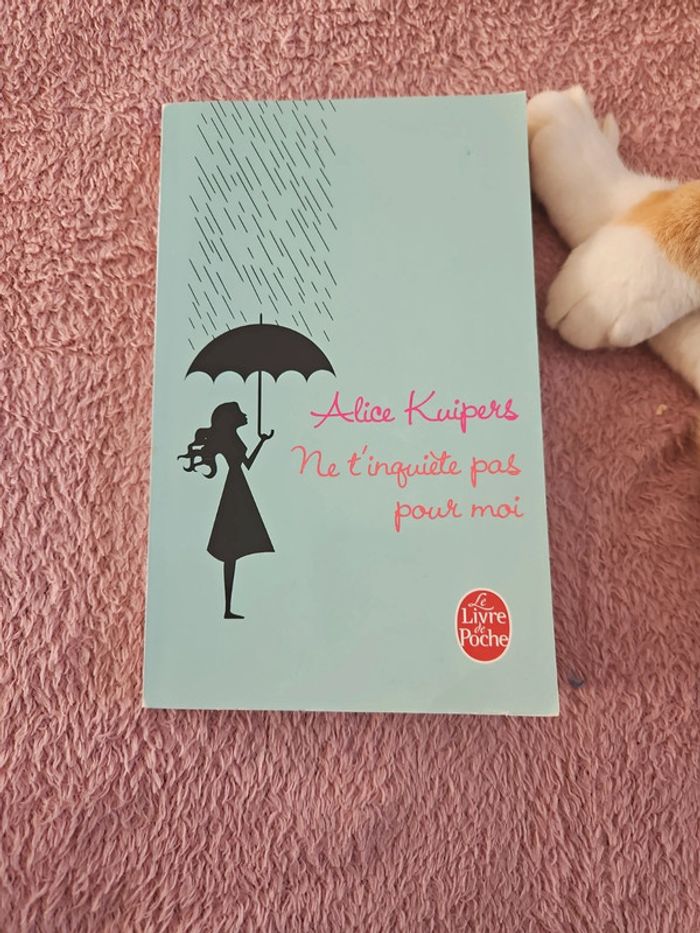 Alice Kuipers
Ne t'inquiète pas
pour moi
Le
Livre
de
Poche